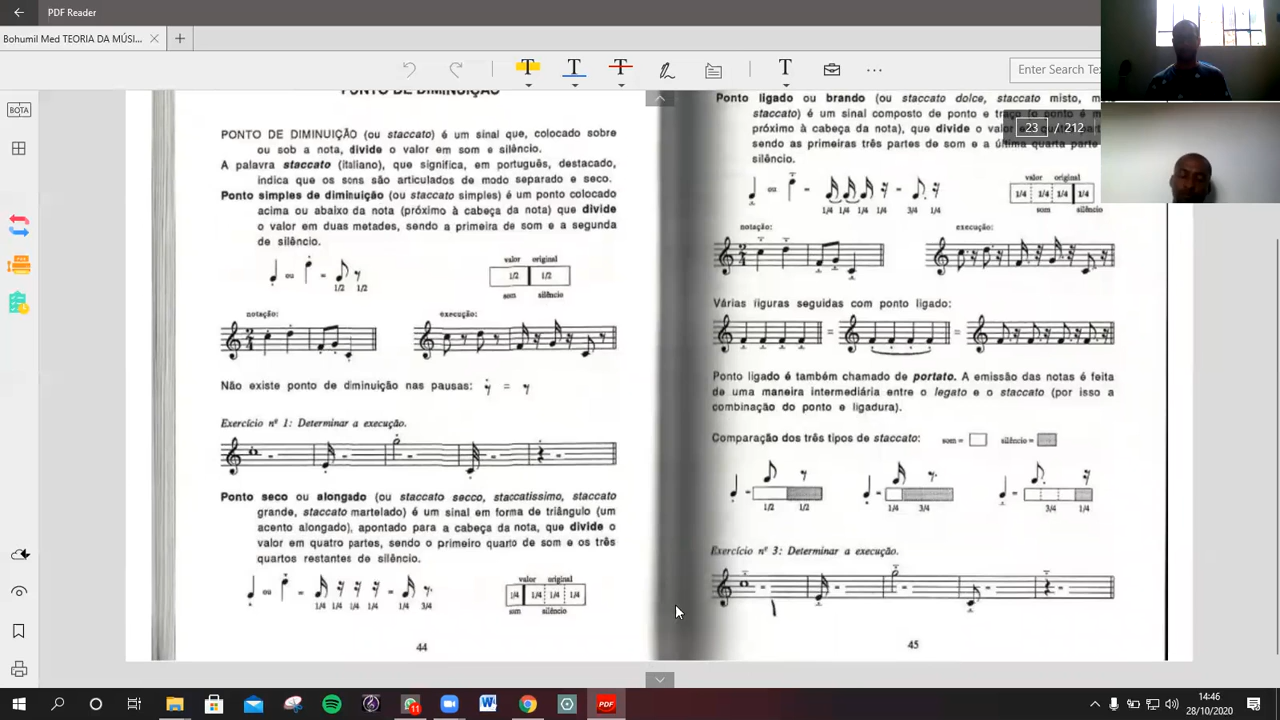 PDF Reader
Bohumil Med TEORIA DA MÚSI...
Enter Search Te
BOTA
23 / 212
PONTO DE DIMINUIÇÃO
PONTO DE DIMINUIÇÃO (ou staccato) é um sinal que, colocado sobre
ou sob a nota, divide o valor em som e silêncio.
A palavra staccato (italiano), que significa, em português, destacado,
indica que os sons são articulados de modo separado e seco.
Ponto simples de diminuição (ou staccato simples) é um ponto colocado
acima ou abaixo da nota (próximo à cabeça da nota) que divide
o valor em duas metades, sendo a primeira de som e a segunda
de silêncio.
ou = 1/2 1/2
valor original
1/2 1/2
som silêncio
notação: execução:
Não existe ponto de diminuição nas pausas: =
Exercício nº 1: Determinar a execução.
Ponto seco ou alongado (ou staccato secco, staccatissimo, staccato
grande, staccato martelado) é um sinal em forma de triângulo (um
acento alongado), apontado para a cabeça da nota, que divide o
valor em quatro partes, sendo o primeiro quarto de som e os três
quartos restantes de silêncio.
ou = 1/4 1/4 1/4 1/4 = 1/4 3/4
valor original
1/4 1/4 1/4 1/4
som silêncio
44
Ponto ligado ou brando (ou staccato dolce, staccato misto,
staccato) é um sinal composto de ponto e traço (o ponto é
próximo à cabeça da nota), que divide o valor
sendo as primeiras três partes de som e a última quarta parte
silêncio.
ou = 1/4 1/4 1/4 1/4 = 3/4 1/4
valor original
1/4 1/4 1/4 1/4
som silêncio
notação: execução:
Várias figuras seguidas com ponto ligado:
= =
Ponto ligado é também chamado de portato. A emissão das notas é feita
de uma maneira intermediária entre o legato e o staccato (por isso a
combinação do ponto e ligadura).
Comparação dos três tipos de staccato: som = silêncio =
= 1/2 1/2 = 1/4 3/4 = 3/4 1/4
Exercício nº 3: Determinar a execução.
45
11
PDF
14:46
28/10/2020